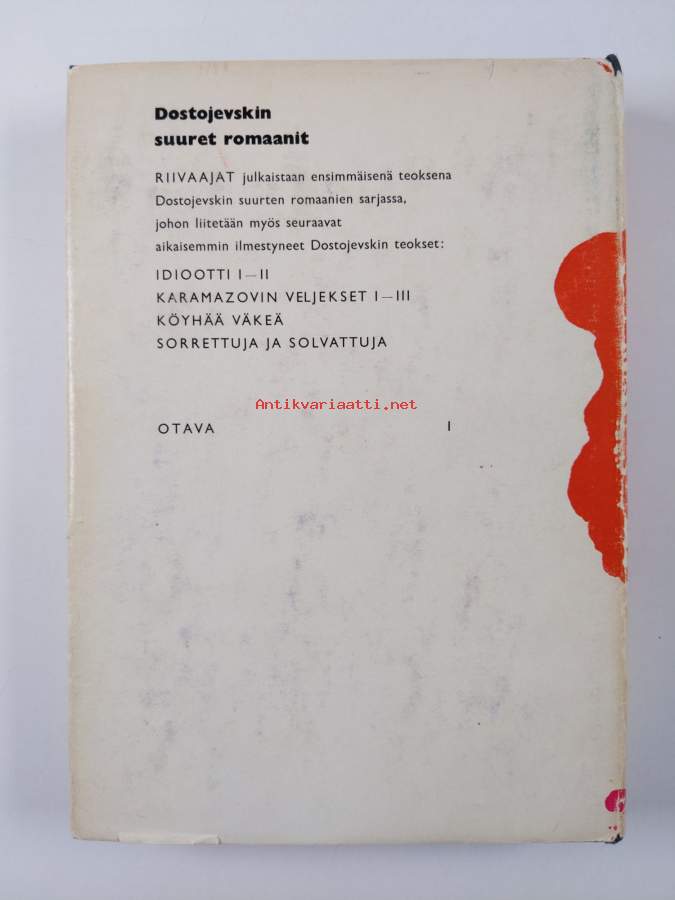 Dostojevskin
suuret romaanit
RIIVAAJAT julkaistaan ensimmäisenä teoksena
Dostojevskin suurten romaanien sarjassa,
johon liitetään myös seuraavat
aikaisemmin ilmestyneet Dostojevskin teokset:
IDIOOTTI I—II
KARAMAZOVIN VELJEKSET I—III
KÖYHÄÄ VÄKEÄ
SORRETTUJA JA SOLVATTUJA
Antikvariaatti.net
OTAVA I